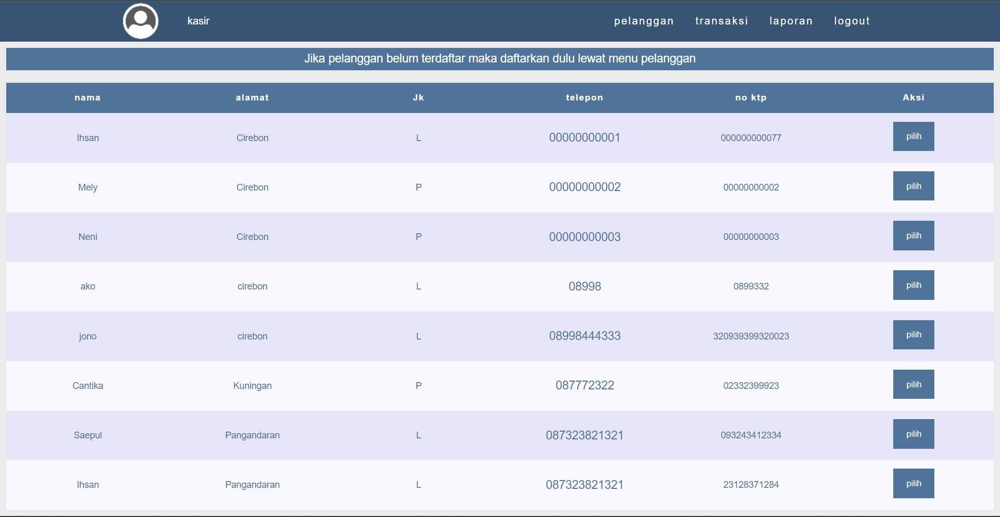 kasir pelanggan transaksi laporan logout
Jika pelanggan belum terdaftar maka daftarkan dulu lewat menu pelanggan
nama alamat Jk telepon no ktp Aksi
Ihsan Cirebon L 00000000001 000000000077 pilih
Mely Cirebon P 00000000002 00000000002 pilih
Neni Cirebon P 00000000003 00000000003 pilih
ako cirebon L 08998 0899332 pilih
jono cirebon L 08998444333 320939399320023 pilih
Cantika Kuningan P 087772322 02332399923 pilih
Saepul Pangandaran L 087323821321 093243412334 pilih
Ihsan Pangandaran L 087323821321 23128371284 pilih